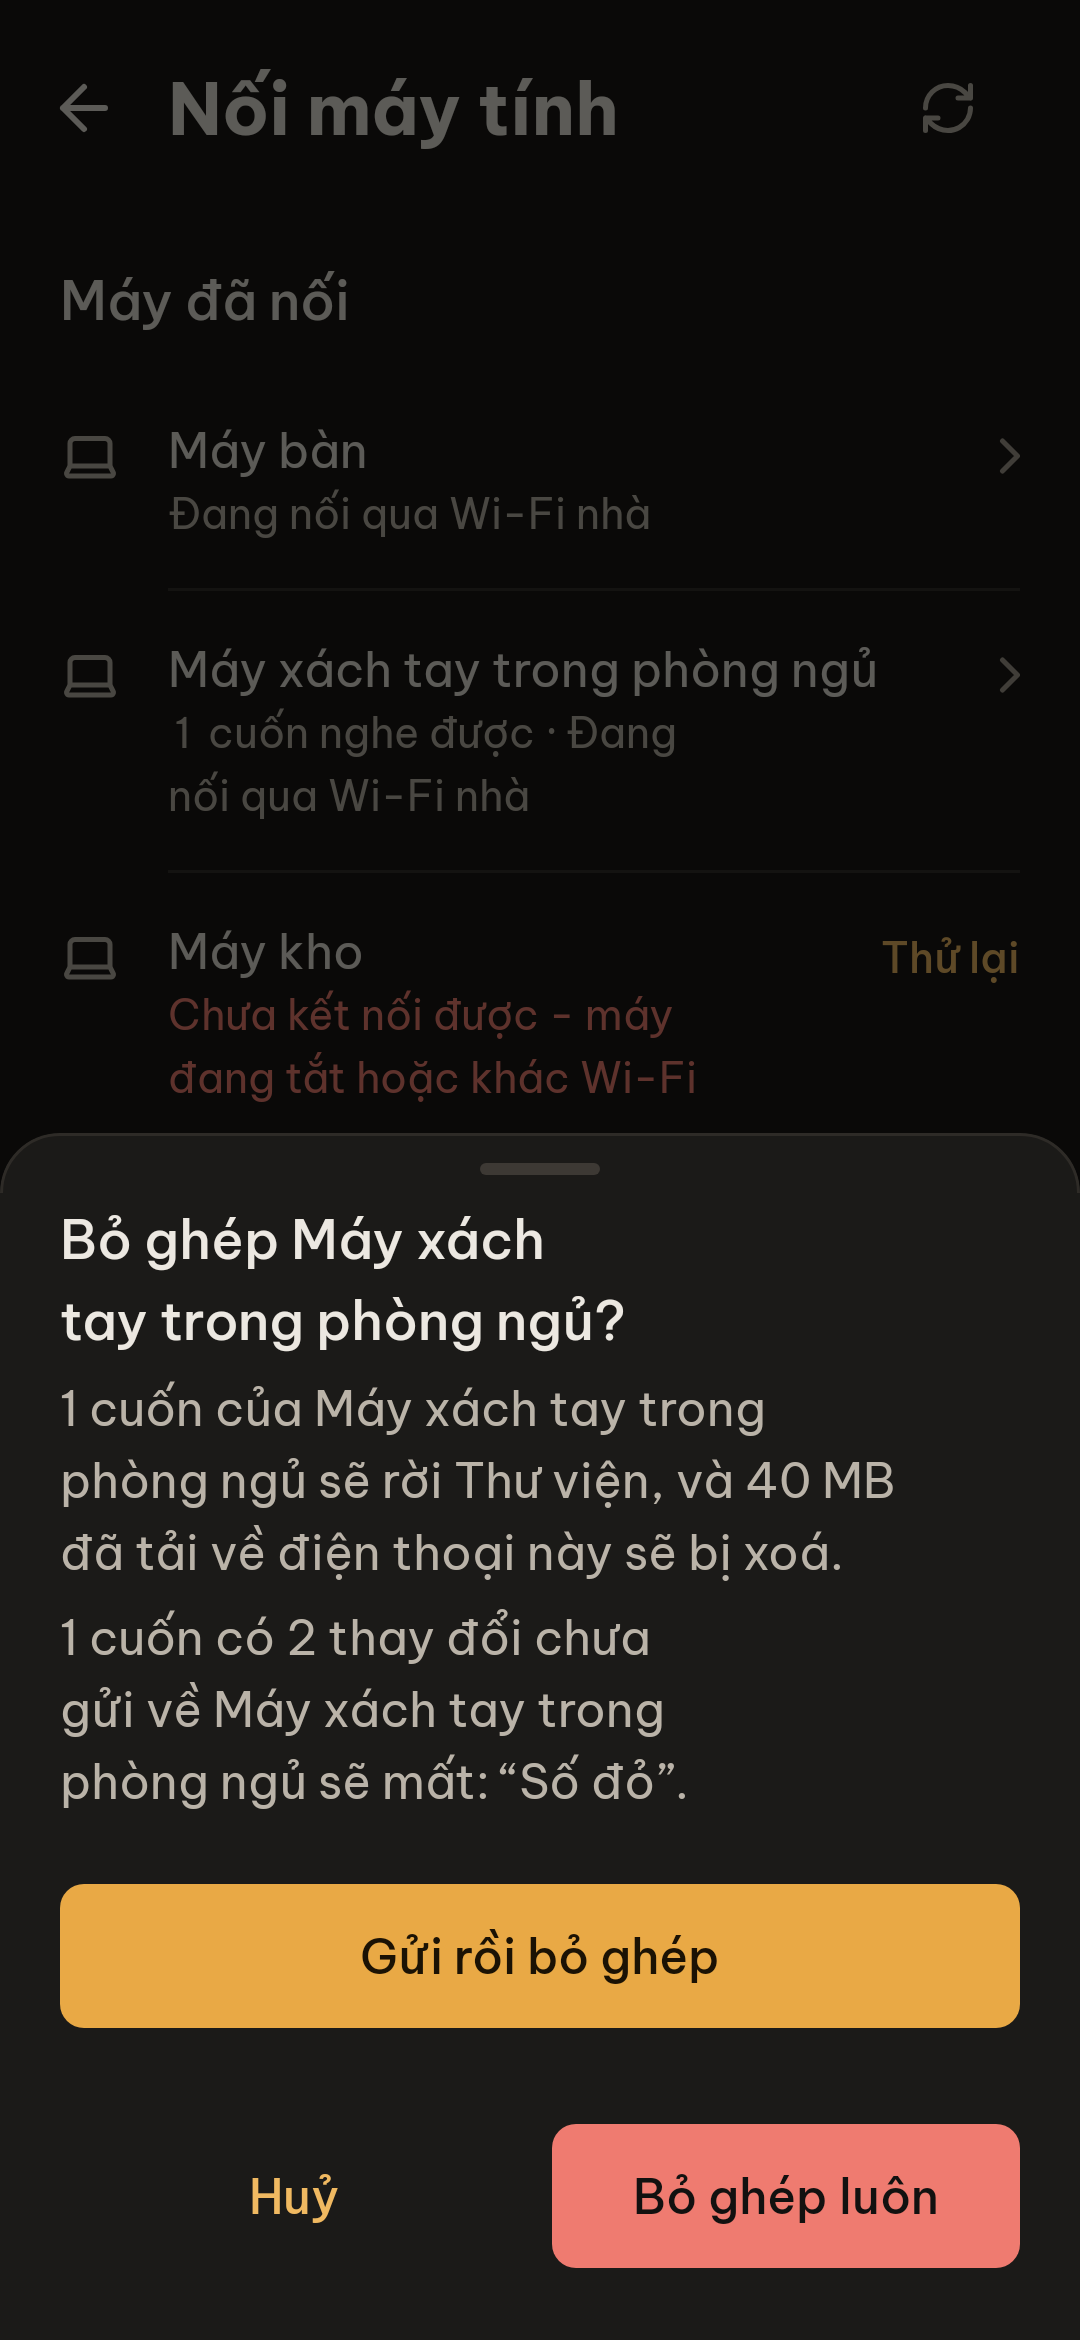 Nối máy tính
Máy đã nối
Máy bàn
Đang nối qua Wi-Fi nhà
Máy xách tay trong phòng ngủ
1 cuốn nghe được · Đang
nối qua Wi-Fi nhà
Máy kho
Thử lại
Chưa kết nối được - máy
đang tắt hoặc khác Wi-Fi
Bỏ ghép Máy xách
tay trong phòng ngủ?
1 cuốn của Máy xách tay trong
phòng ngủ sẽ rời Thư viện, và 40 MB
đã tải về điện thoại này sẽ bị xoá.
1 cuốn có 2 thay đổi chưa
gửi về Máy xách tay trong
phòng ngủ sẽ mất: “Số đỏ”.
Gửi rồi bỏ ghép
Huỷ
Bỏ ghép luôn